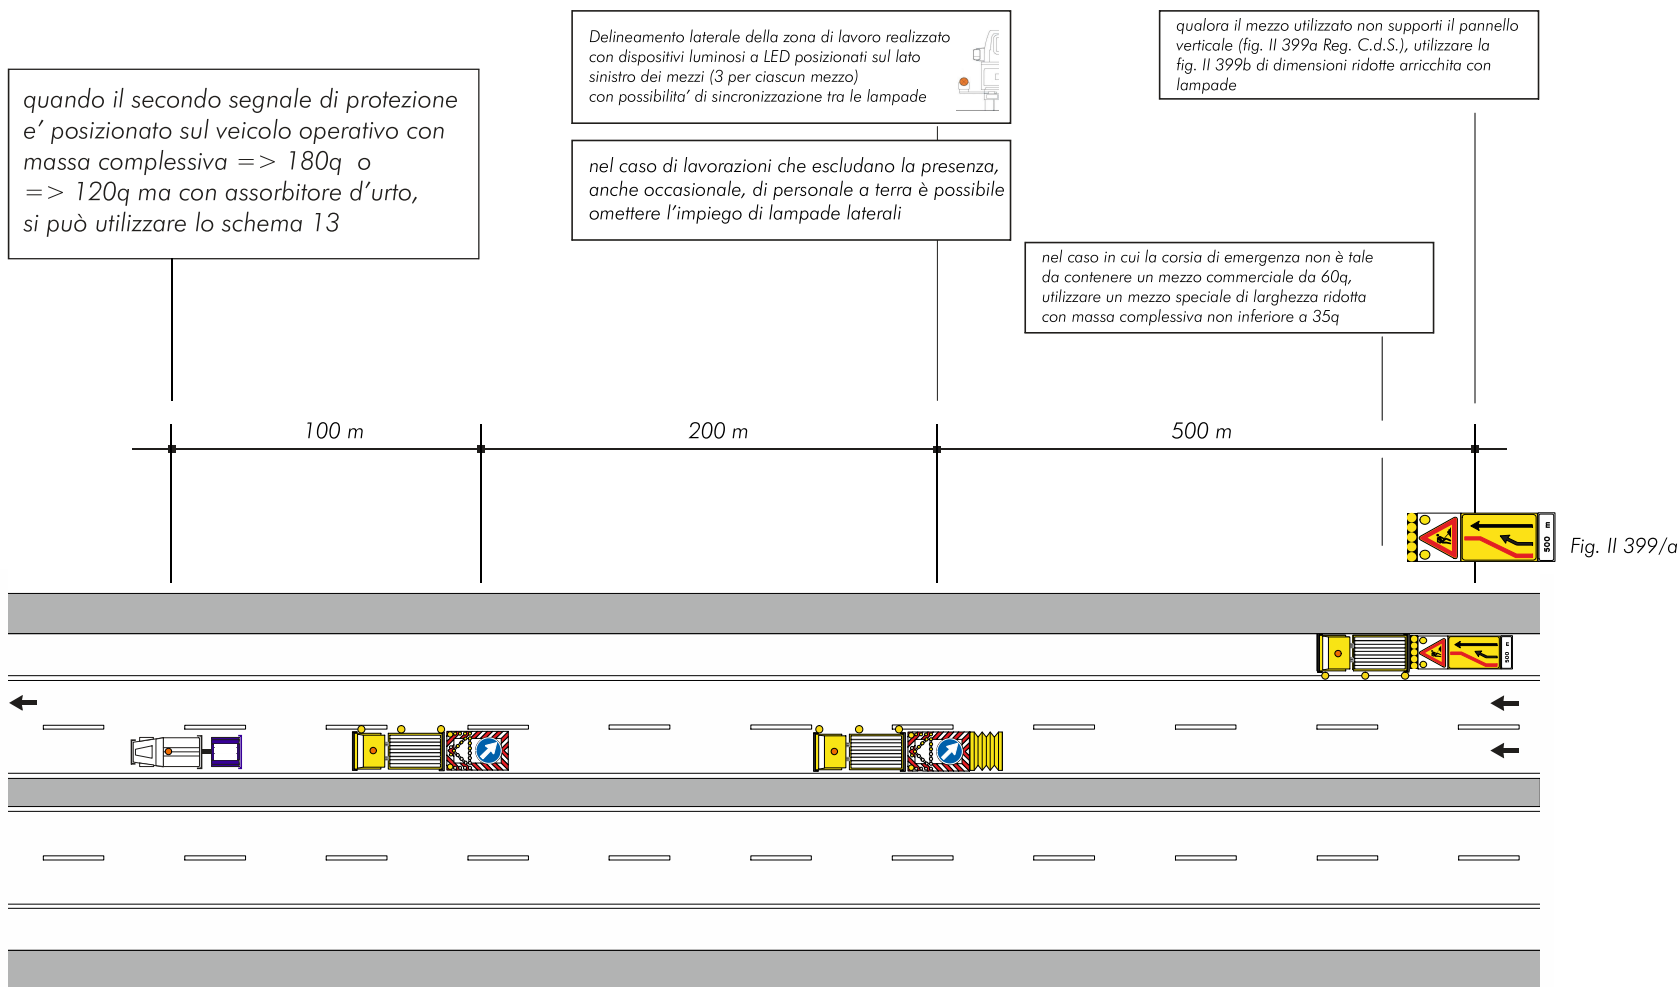 quando il secondo segnale di protezione
e' posizionato sul veicolo operativo con
massa complessiva => 180q o
=> 120q ma con assorbitore d'urto,
si può utilizzare lo schema 13
Delineamento laterale della zona di lavoro realizzato
con dispositivi luminosi a LED posizionati sul lato
sinistro dei mezzi (3 per ciascun mezzo)
con possibilita' di sincronizzazione tra le lampade
nel caso di lavorazioni che escludano la presenza,
anche occasionale, di personale a terra è possibile
omettere l'impiego di lampade laterali
qualora il mezzo utilizzato non supporti il pannello
verticale (fig. II 399a Reg. C.d.S.), utilizzare la
fig. II 399b di dimensioni ridotte arricchita con
lampade
nel caso in cui la corsia di emergenza non è tale
da contenere un mezzo commerciale da 60q,
utilizzare un mezzo speciale di larghezza ridotta
con massa complessiva non inferiore a 35q
100 m
200 m
500 m
500 m
Fig. II 399/a
500 m